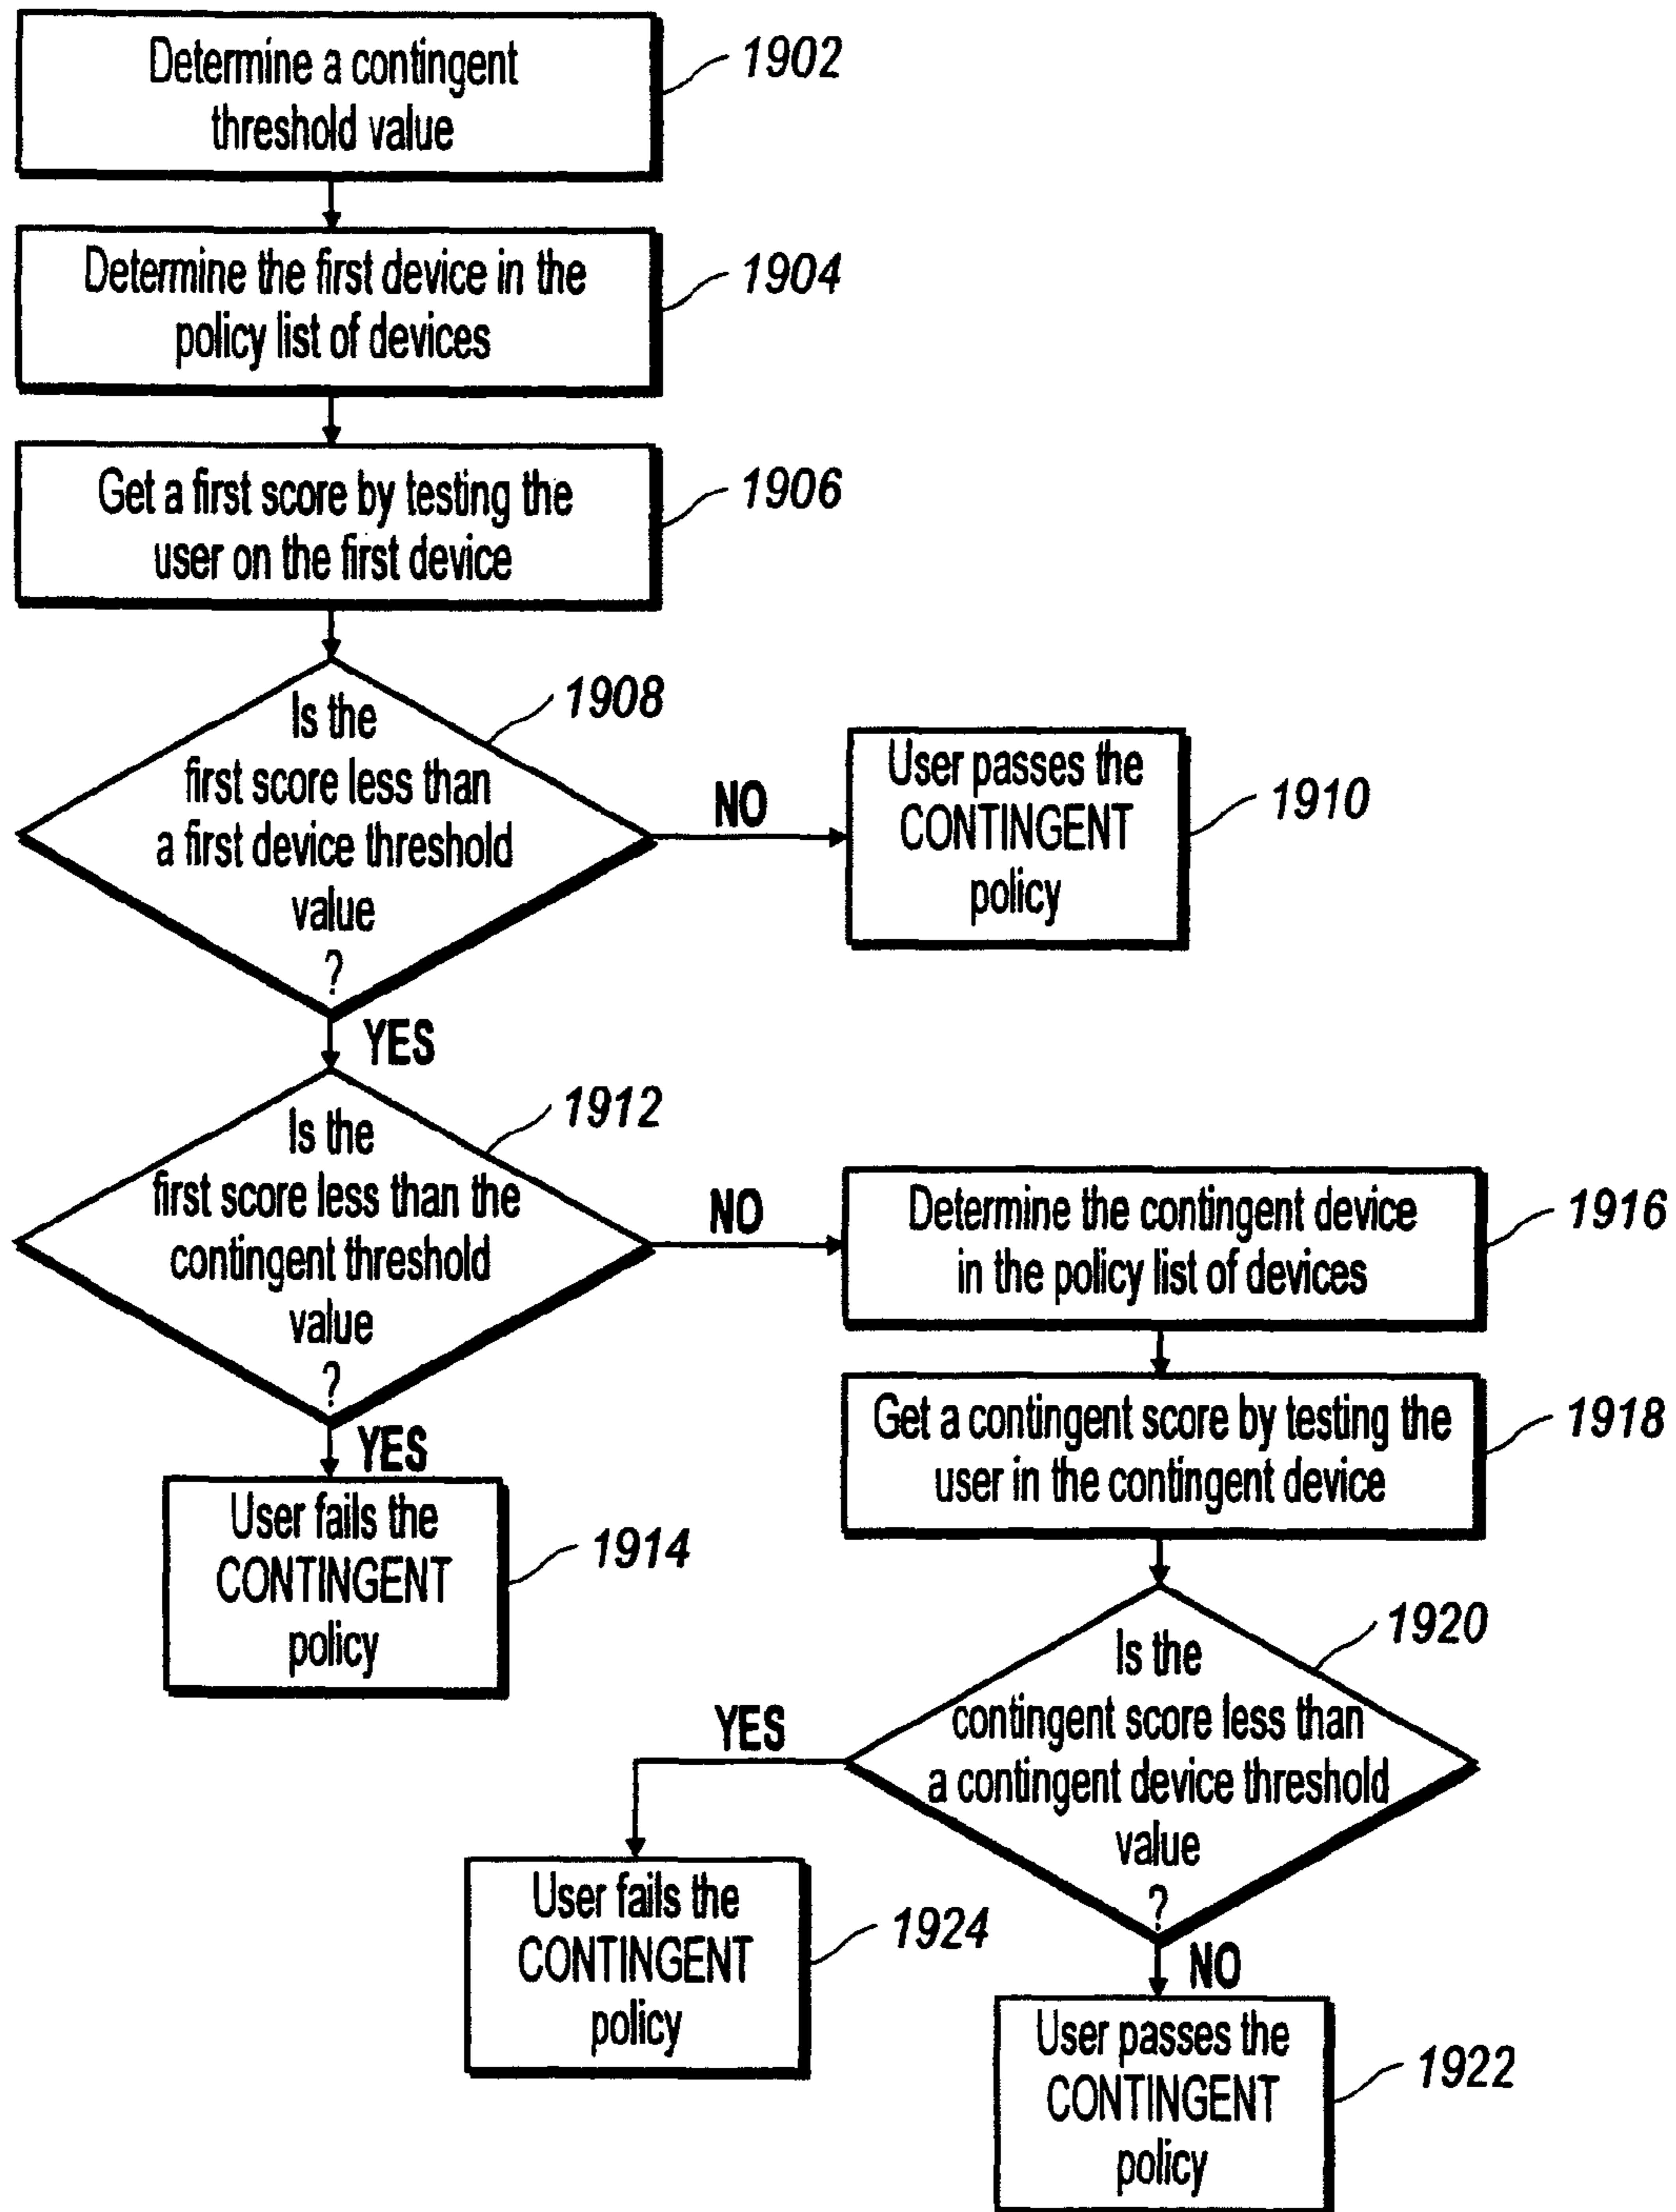 Determine a contingent
threshold value
1902
Determine the first device in the
policy list of devices
1904
Get a first score by testing the
user on the first device
1906
Is the
first score less than
a first device threshold
value
?
1908
NO
User passes the
CONTINGENT
policy
1910
YES
Is the
first score less than the
contingent threshold
value
?
1912
YES
User fails the
CONTINGENT
policy
1914
NO
Determine the contingent device
in the policy list of devices
1916
Get a contingent score by testing the
user in the contingent device
1918
Is the
contingent score less than
a contingent device threshold
value
?
1920
YES
User fails the
CONTINGENT
policy
1924
NO
User passes the
CONTINGENT
policy
1922